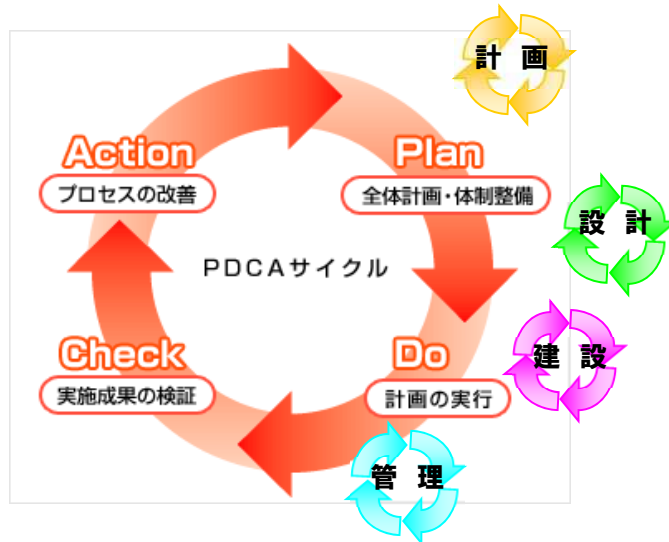 計 画
Action
プロセスの改善
Plan
全体計画・体制整備
設 計
PDCAサイクル
Check
実施成果の検証
Do
計画の実行
建 設
管 理